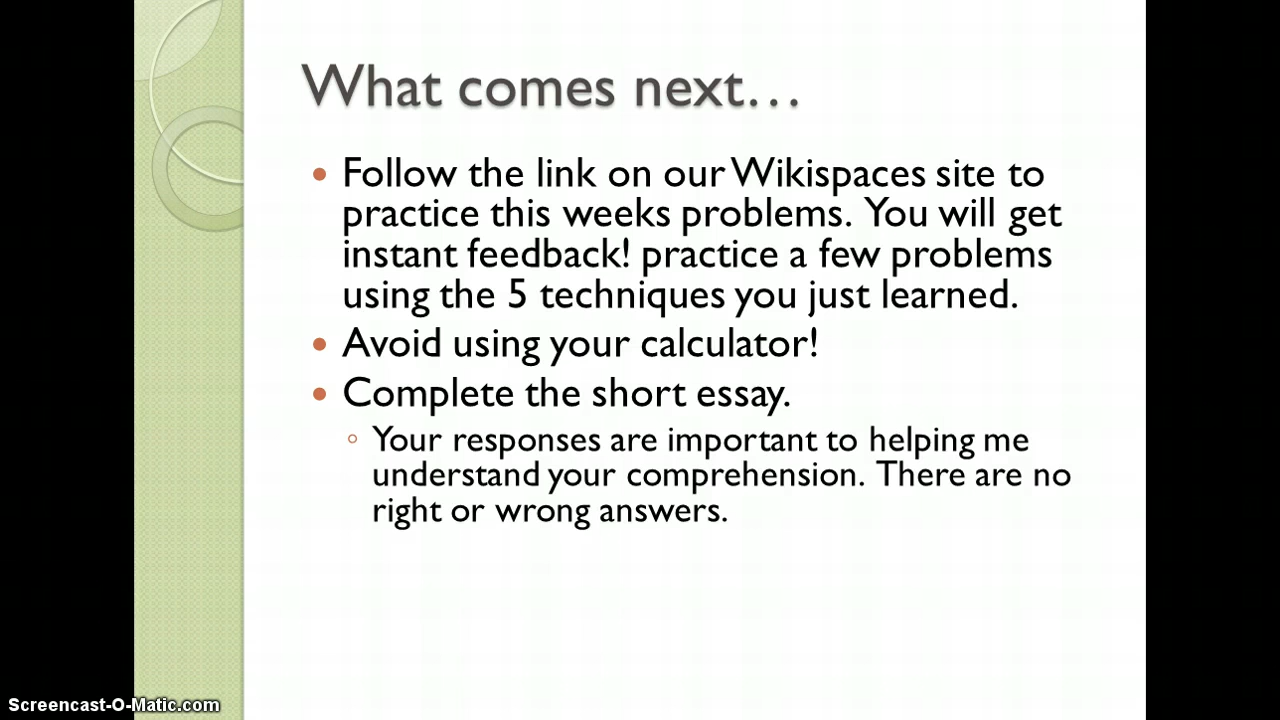 What comes next…
• Follow the link on our Wikispaces site to
practice this weeks problems. You will get
instant feedback! practice a few problems
using the 5 techniques you just learned.
• Avoid using your calculator!
• Complete the short essay.
◦ Your responses are important to helping me
understand your comprehension. There are no
right or wrong answers.
Screencast-O-Matic.com